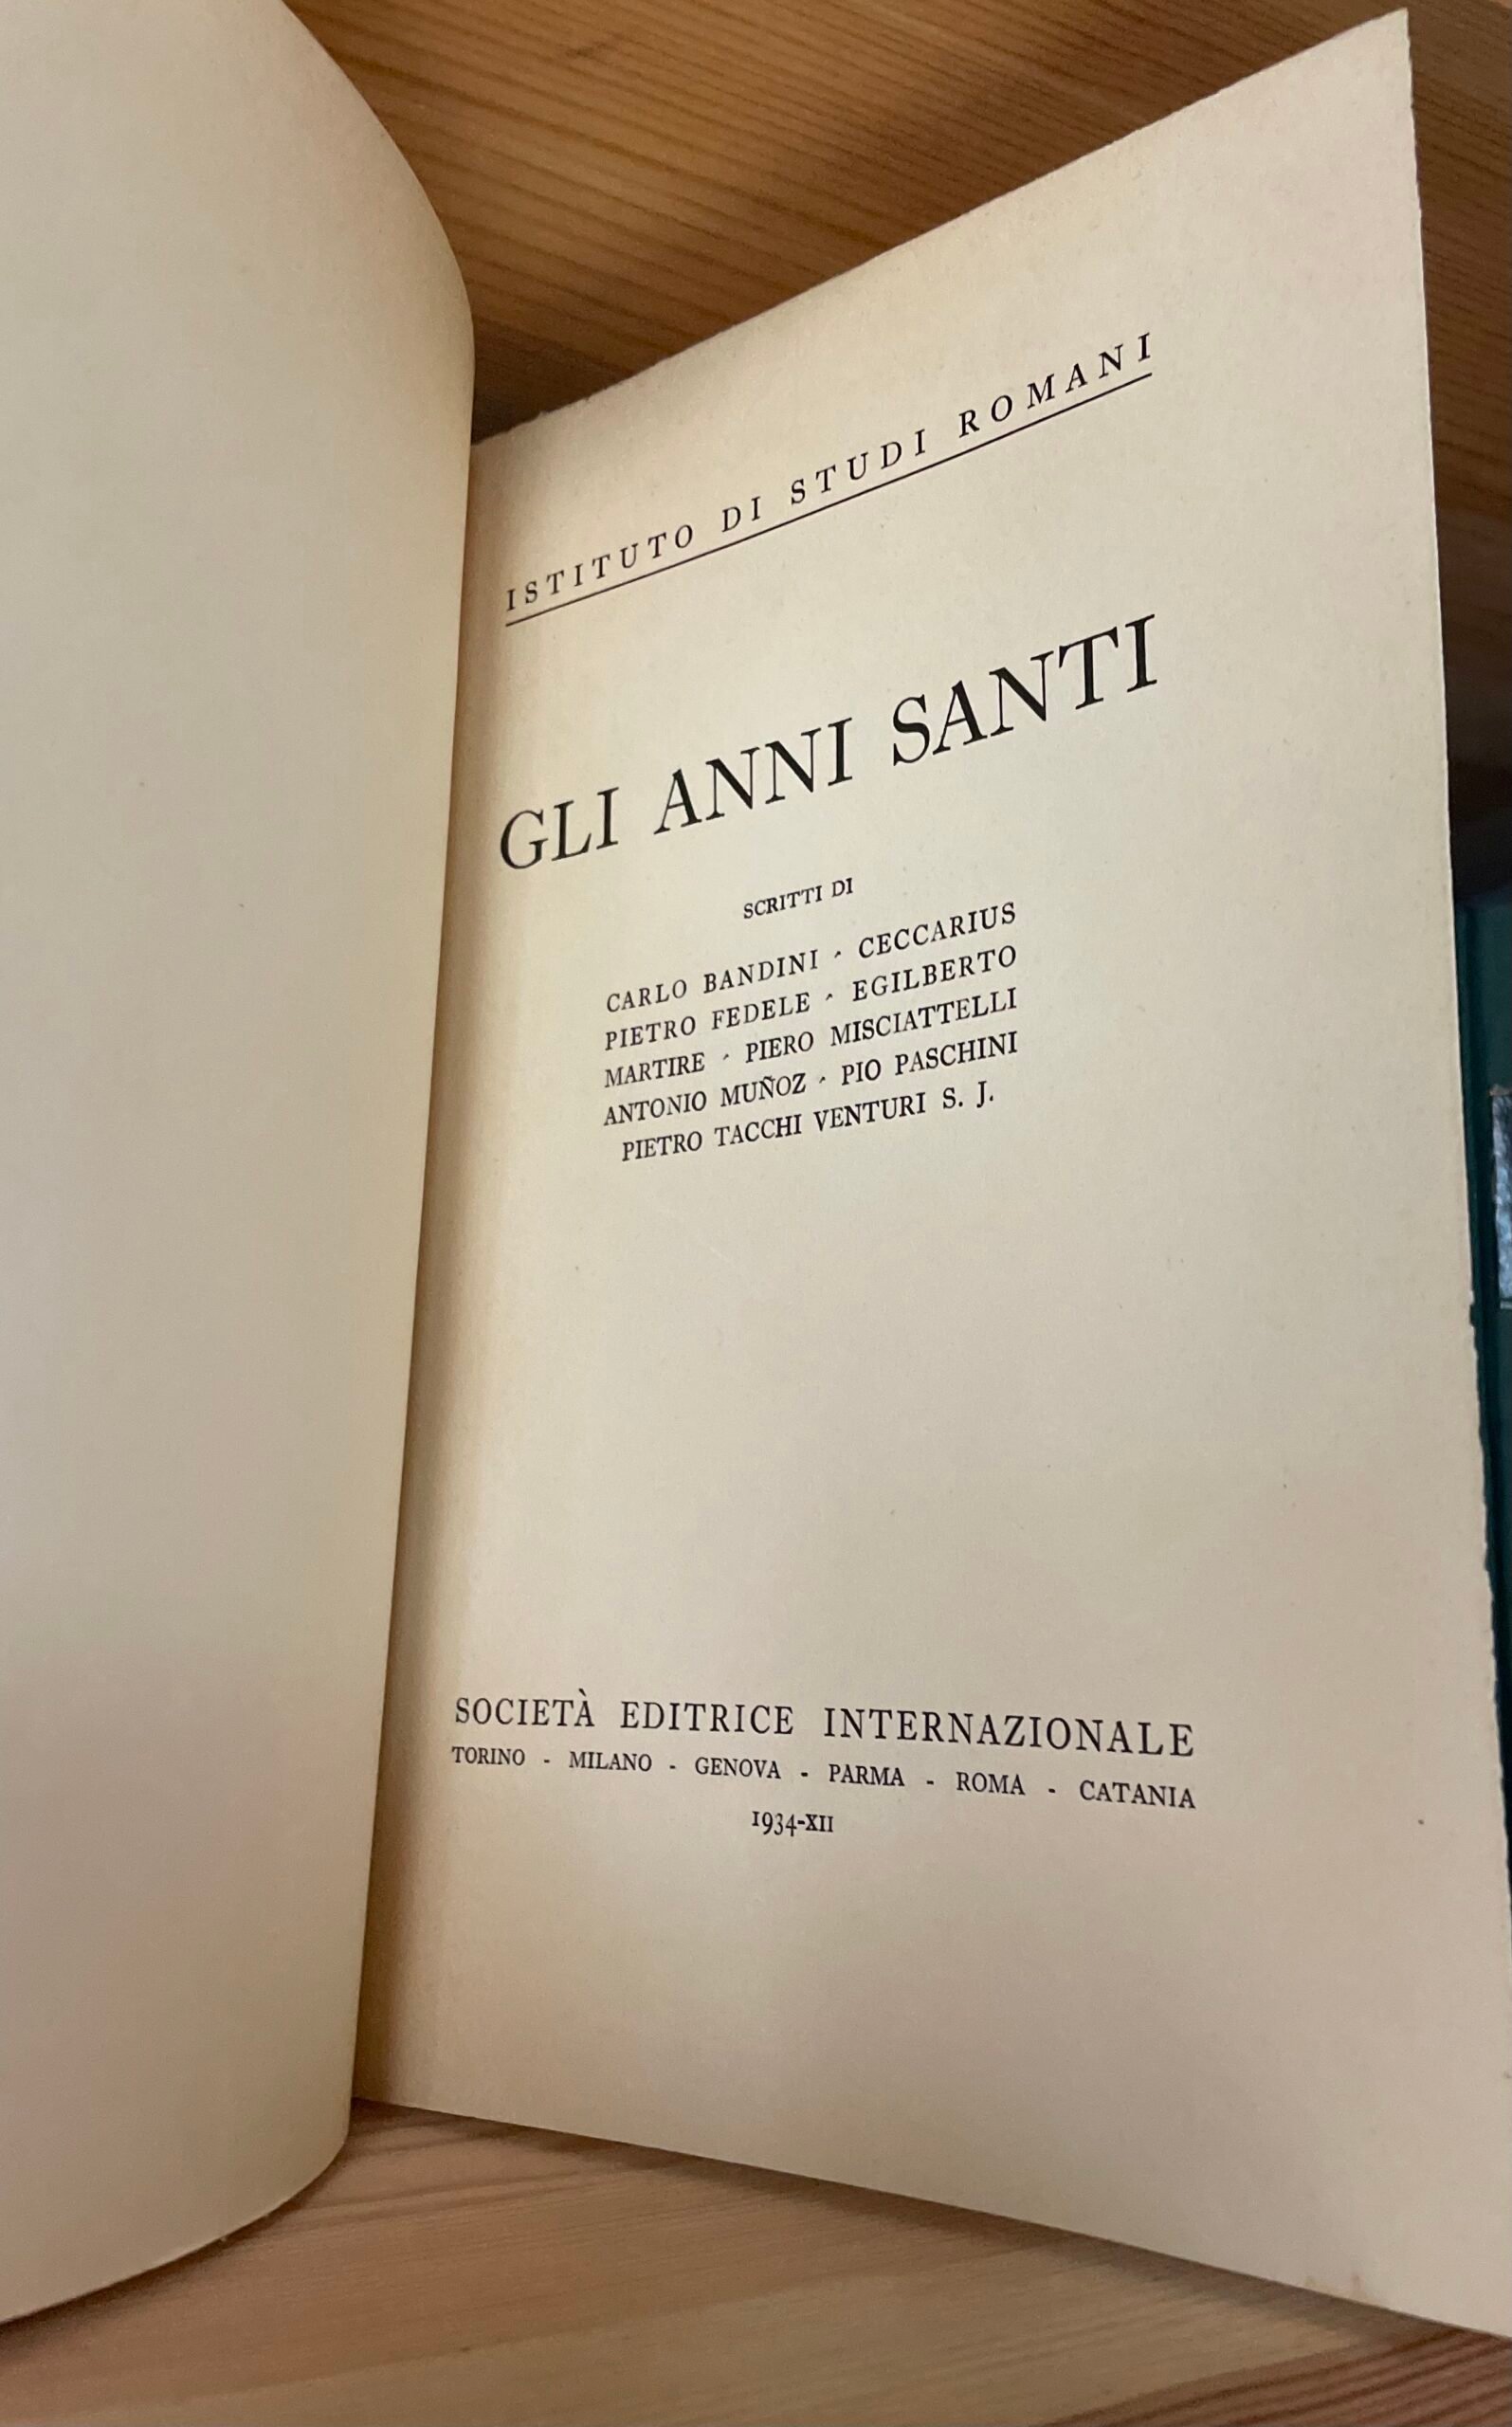 ISTITUTO DI STUDI ROMANI
GLI ANNI SANTI
SCRITTI DI
CARLO BANDINI - CECCARIUS
PIETRO FEDELE - EGILBERTO
MARTIRE - PIERO MISCIATTELLI
ANTONIO MUÑOZ - PIO PASCHINI
PIETRO TACCHI VENTURI S. J.
SOCIETÀ EDITRICE INTERNAZIONALE
TORINO - MILANO - GENOVA - PARMA - ROMA - CATANIA
1934-XII